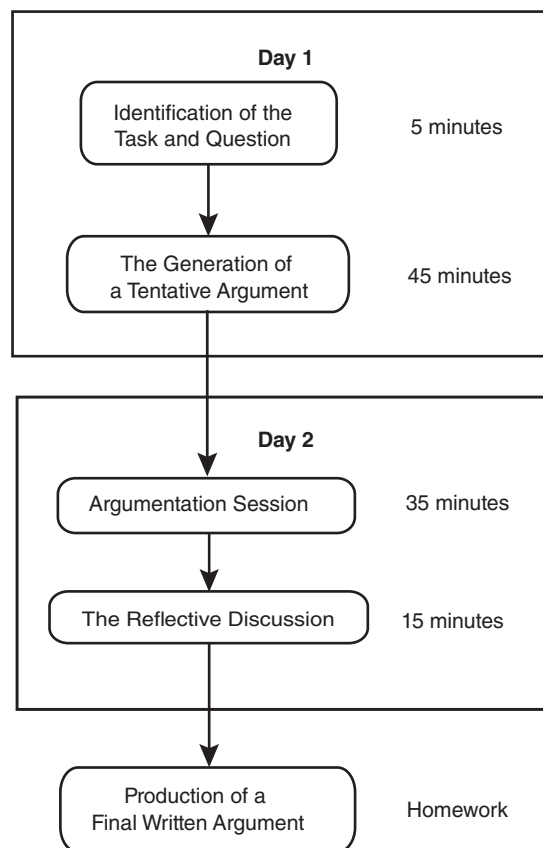 Day 1
Identification of the
Task and Question
5 minutes
The Generation of
a Tentative Argument
45 minutes
Day 2
Argumentation Session
35 minutes
The Reflective Discussion
15 minutes
Production of a
Final Written Argument
Homework